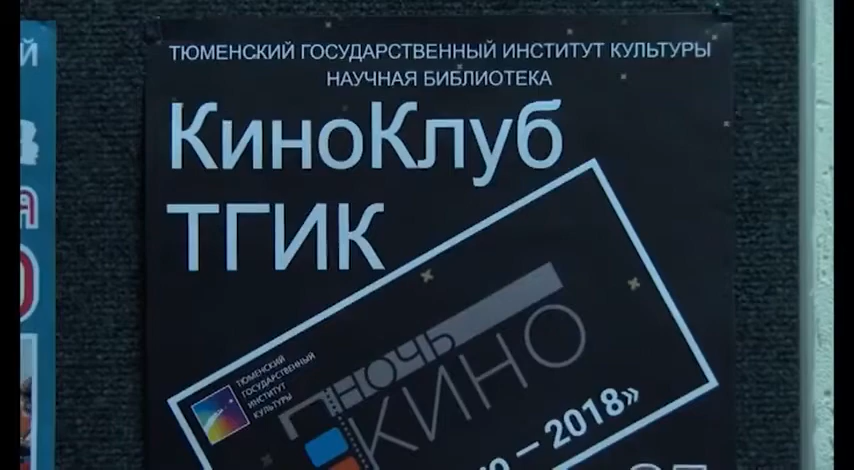 ТЮМЕНСКИЙ ГОСУДАРСТВЕННЫЙ ИНСТИТУТ КУЛЬТУРЫ
НАУЧНАЯ БИБЛИОТЕКА
КиноКлуб
ТГИК
ТЮМЕНСКИЙ
ГОСУДАРСТВЕННЫЙ
ИНСТИТУТ
КУЛЬТУРЫ
НОЧЬ
КИНО
– 2018»